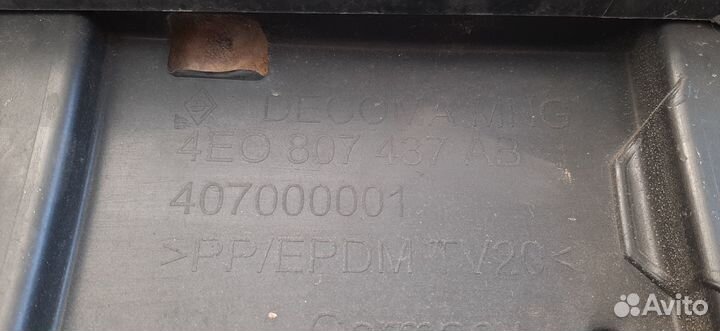 DECOMA MNG
4E0 807 437 AB
407000001
>PP/EPDM TV20<
Avito